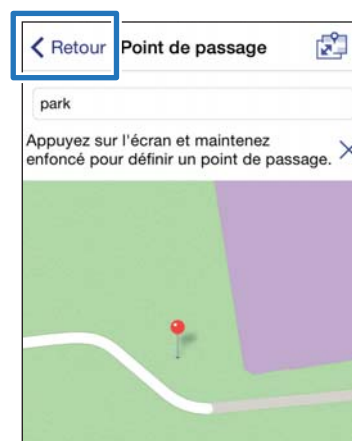 Retour Point de passage
park
Appuyez sur l'écran et maintenez
enfoncé pour définir un point de passage.